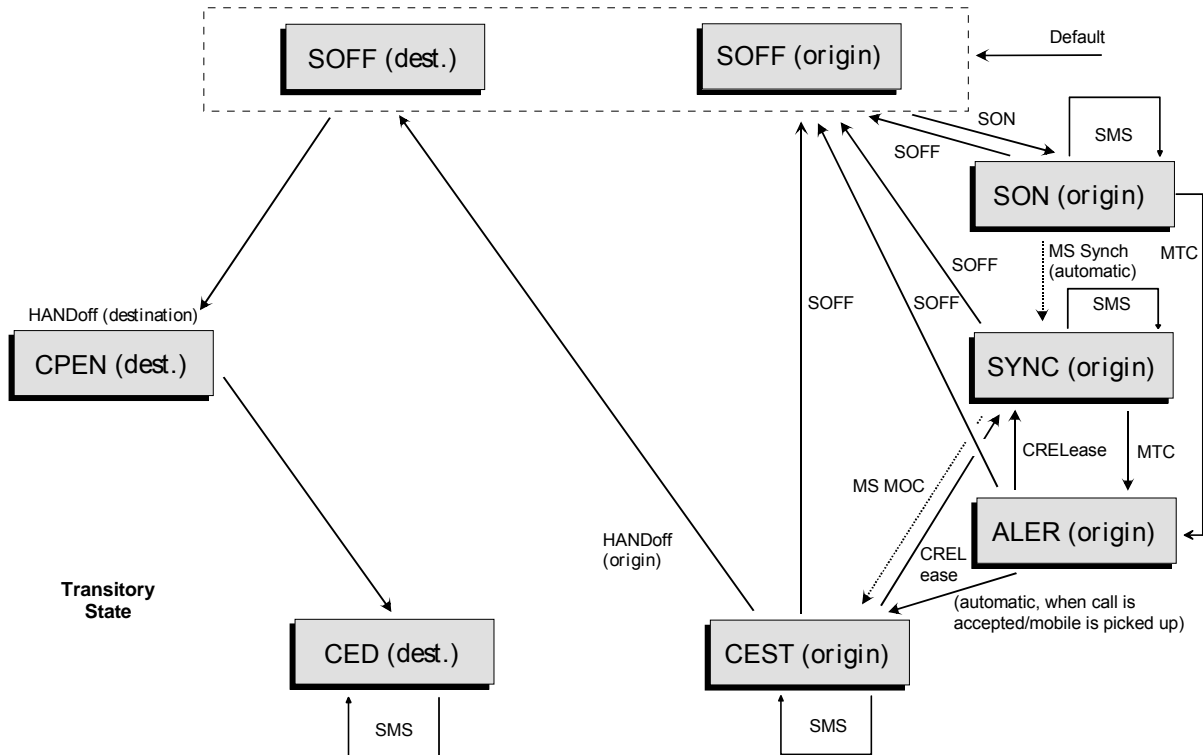 SOFF (dest.)
SOFF (origin)
Default
SON
SOFF
SMS
SON (origin)
MS Synch
(automatic)
MTC
SOFF
SOFF
SOFF
SMS
HANDoff (destination)
CPEN (dest.)
SYNC (origin)
CRELease
MTC
MS MOC
ALER (origin)
HANDoff
(origin)
CREL
ease
Transitory
State
(automatic, when call is
accepted/mobile is picked up)
CED (dest.)
CEST (origin)
SMS
SMS